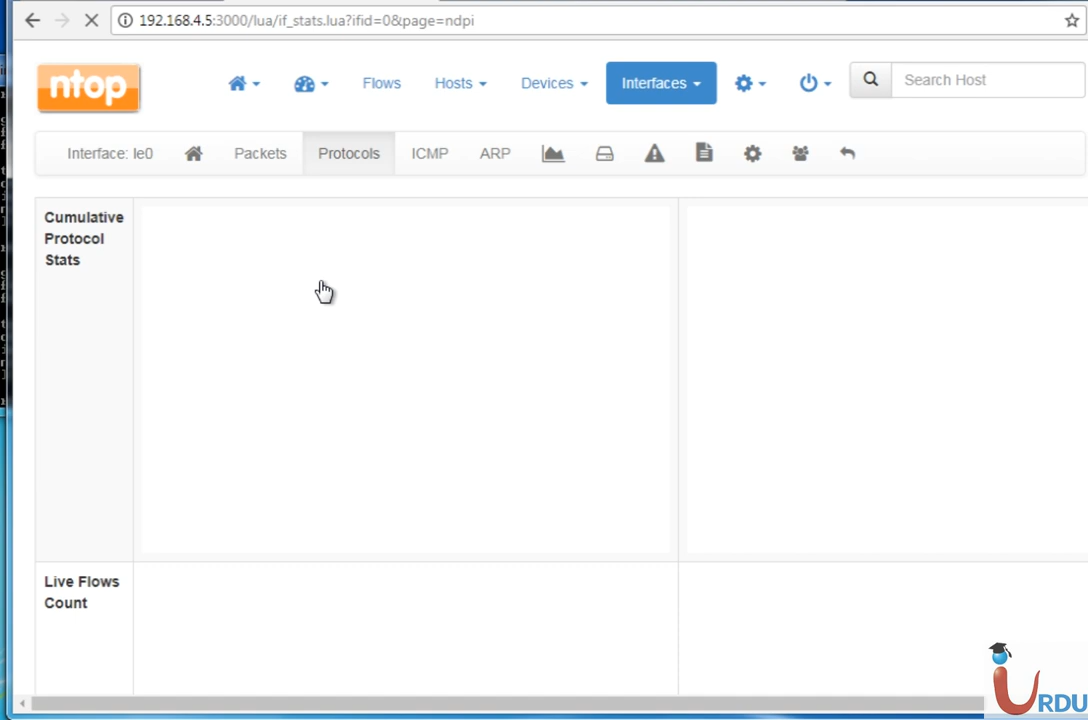 192.168.4.5:3000/lua/if_stats.lua?ifid=0&page=ndpi
ntop
Flows Hosts Devices Interfaces Search Host
Interface: le0 Packets Protocols ICMP ARP
Cumulative
Protocol
Stats
Live Flows
Count
URDU